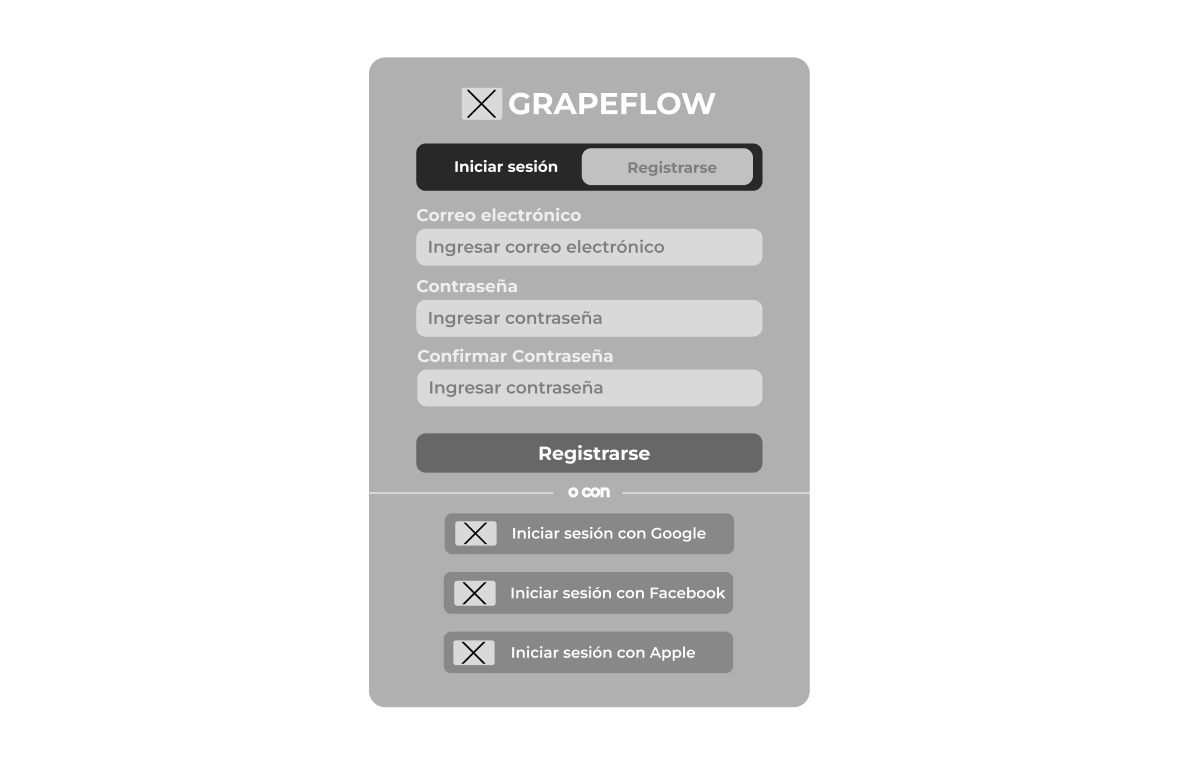 GRAPEFLOW
Iniciar sesión
Registrarse
Correo electrónico
Ingresar correo electrónico
Contraseña
Ingresar contraseña
Confirmar Contraseña
Ingresar contraseña
Registrarse
o con
Iniciar sesión con Google
Iniciar sesión con Facebook
Iniciar sesión con Apple